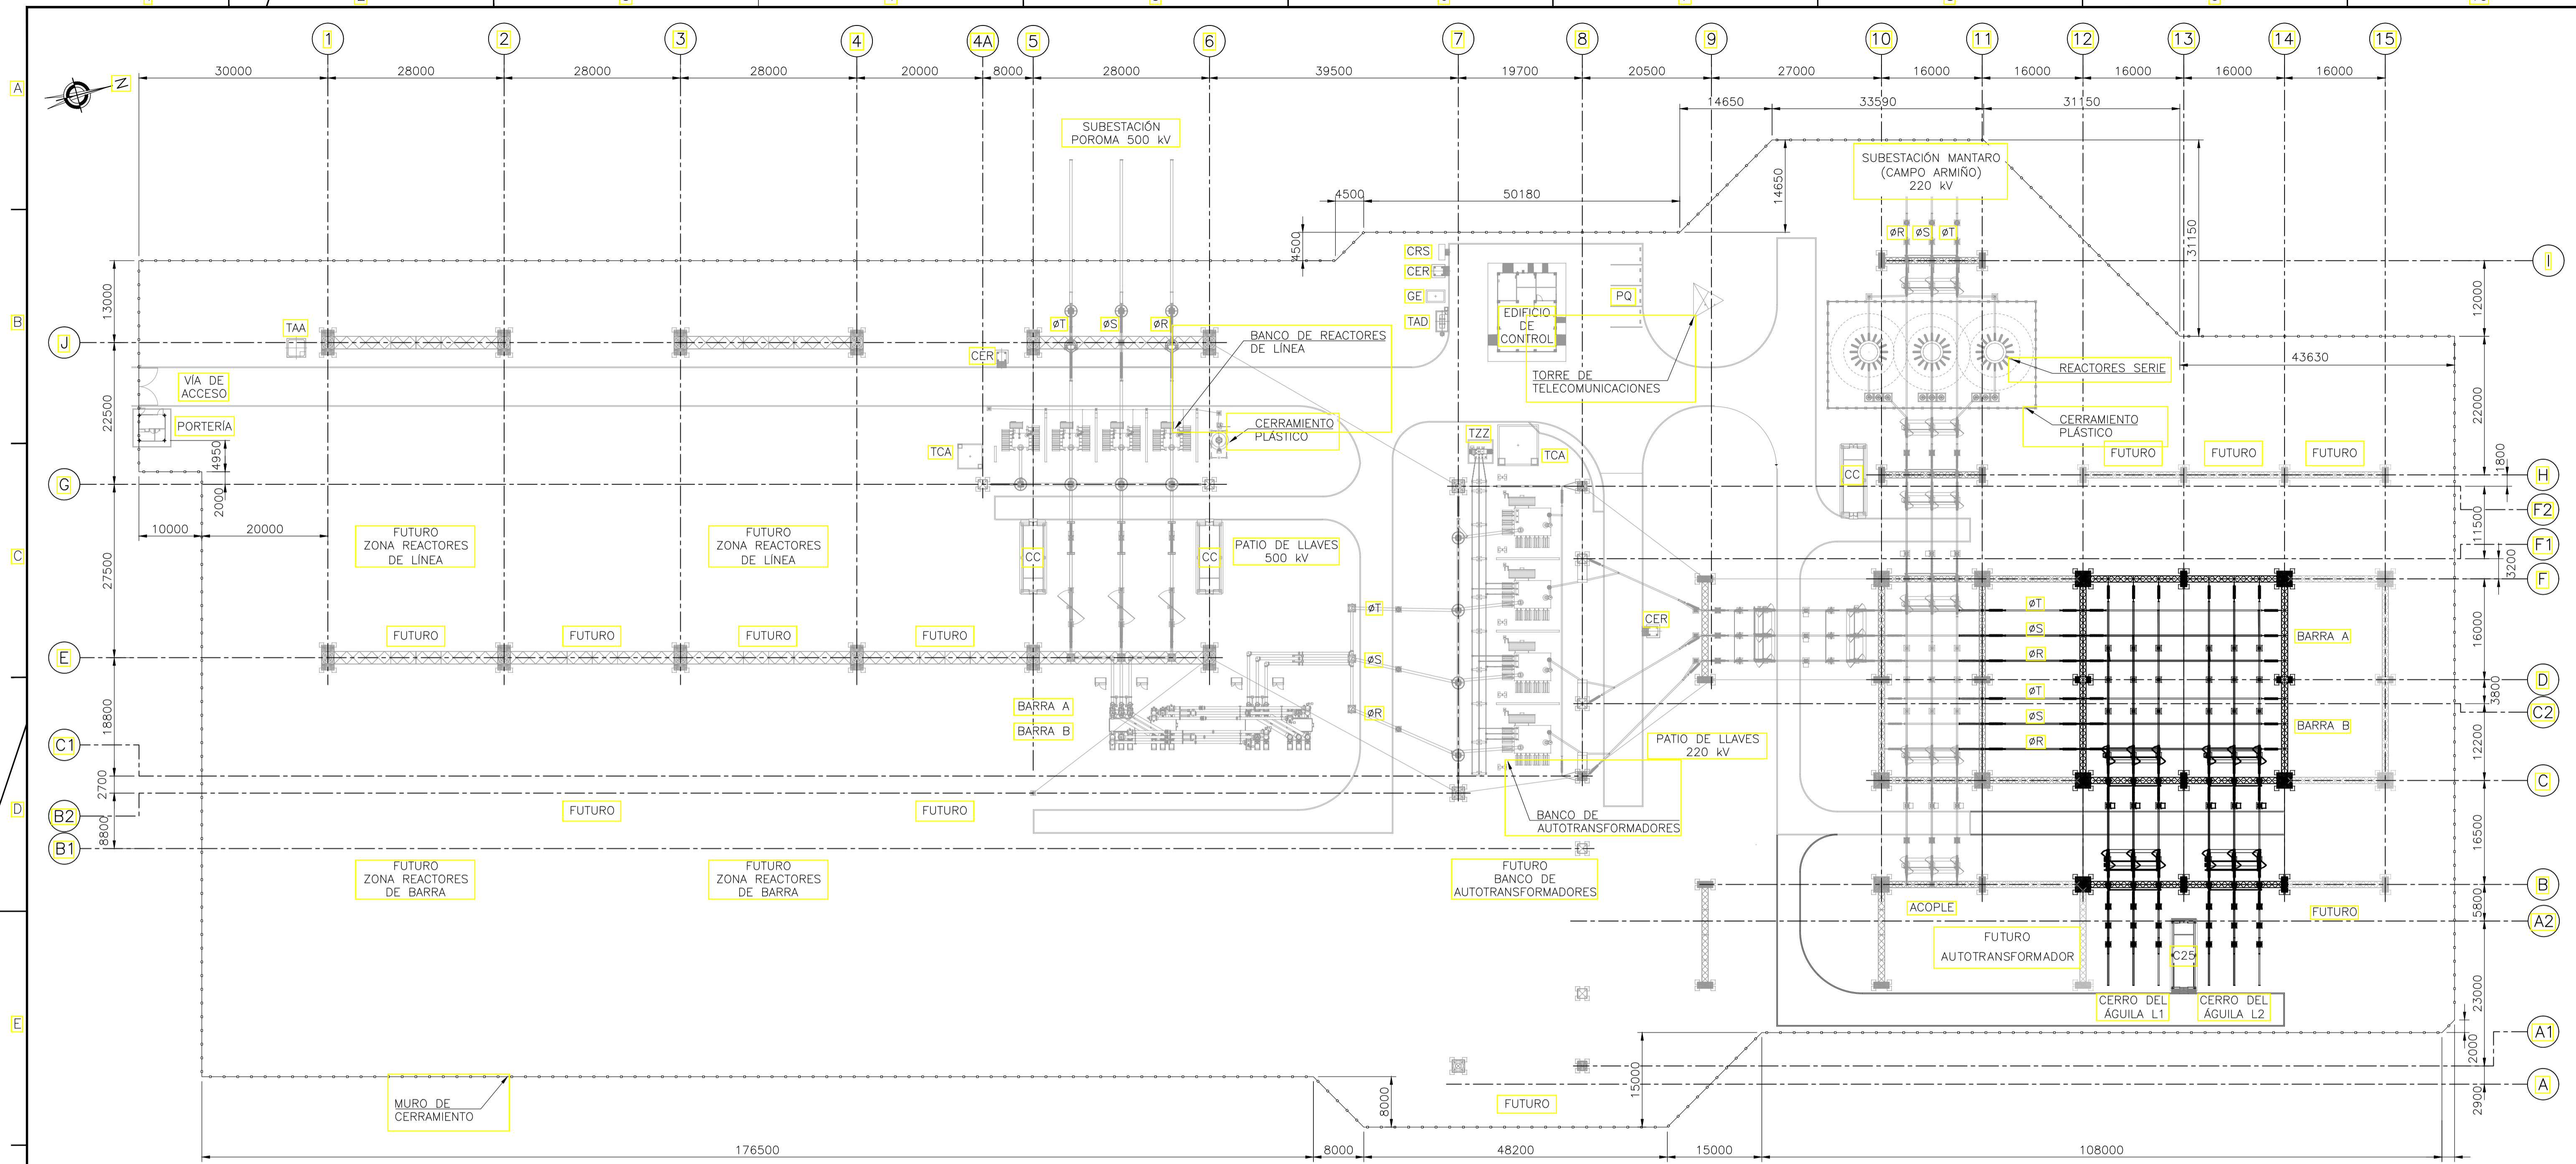 1 2 3 4 4A 5 6 7 8 9 10 11 12 13 14 15
30000 28000 28000 28000 20000 8000 28000 39500 19700 20500 27000 16000 16000 16000 16000 16000
A
N
14650 33590 31150
SUBESTACIÓN
POROMA 500 kV
SUBESTACIÓN MANTARO
(CAMPO ARMIÑO)
220 kV
4500 50180
14650
31150
4500
øR øS øT
CRS
CER
GE
TAD
PQ
EDIFICIO
DE
CONTROL
I
12000
13000
B
TAA
øT øS øR
BANCO DE REACTORES
DE LÍNEA
J
CER
TORRE DE
TELECOMUNICACIONES
43630
REACTORES SERIE
VÍA DE
ACCESO
22500
22000
PORTERÍA
CERRAMIENTO
PLÁSTICO
CERRAMIENTO
PLÁSTICO
4950
TCA
TZZ
TCA
FUTURO FUTURO FUTURO
1800
CC
H
G
2000
F2
10000 20000
11500
FUTURO
ZONA REACTORES
DE LÍNEA
FUTURO
ZONA REACTORES
DE LÍNEA
CC
CC
PATIO DE LLAVES
500 kV
C
27500
F1
3200
F
øT
CER
øT
øS
øR
BARRA A
16000
FUTURO FUTURO FUTURO FUTURO
E
øS
D
3800
øT
øS
øR
BARRA A
BARRA B
øR
BARRA B
C2
18800
C1
PATIO DE LLAVES
220 kV
12200
2700
C
D
FUTURO FUTURO
B2
BANCO DE
AUTOTRANSFORMADORES
8800
B1
16500
FUTURO
ZONA REACTORES
DE BARRA
FUTURO
ZONA REACTORES
DE BARRA
FUTURO
BANCO DE
AUTOTRANSFORMADORES
B
ACOPLE
FUTURO
5800
A2
FUTURO
AUTOTRANSFORMADOR
C25
23000
CERRO DEL
ÁGUILA L1
CERRO DEL
ÁGUILA L2
E
A1
2000
A
2900
15000
8000
FUTURO
MURO DE
CERRAMIENTO
176500 8000 48200 15000 108000